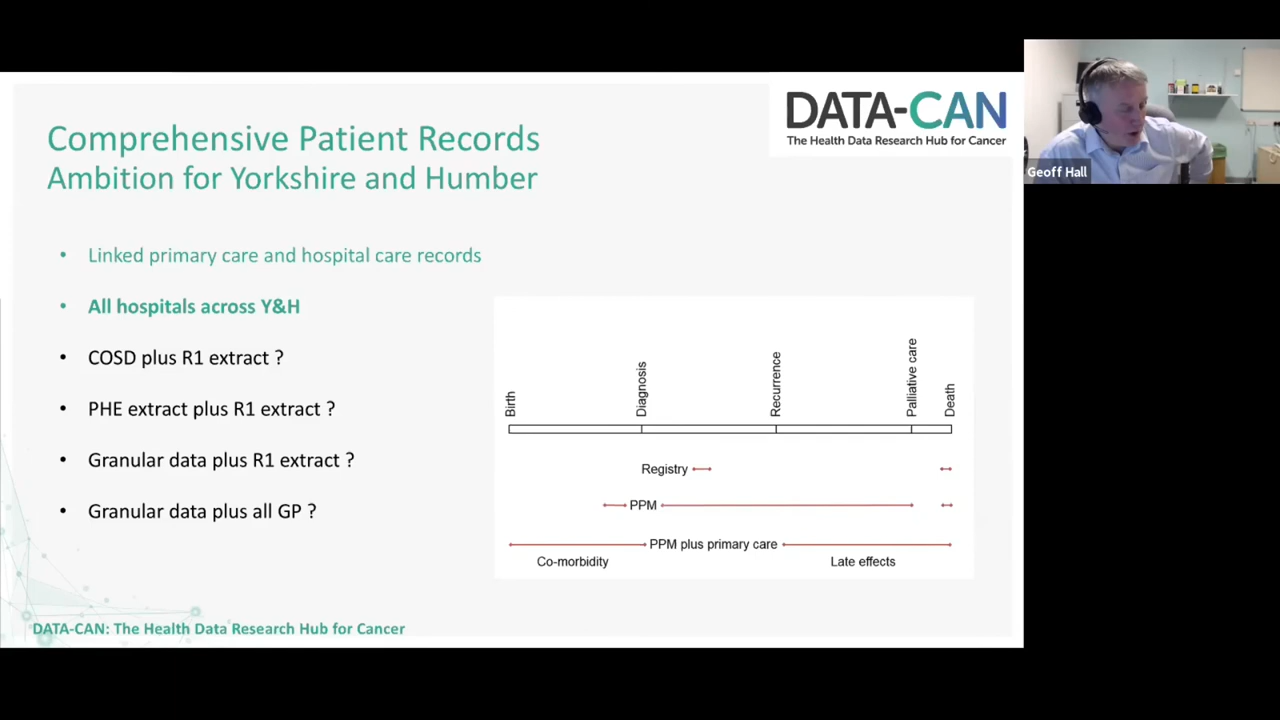 Comprehensive Patient Records
Ambition for Yorkshire and Humber
DATA-CAN
The Health Data Research Hub for Cancer
Geoff Hall
• Linked primary care and hospital care records
• All hospitals across Y&H
• COSD plus R1 extract ?
• PHE extract plus R1 extract ?
• Granular data plus R1 extract ?
• Granular data plus all GP ?
Birth
Diagnosis
Recurrence
Palliative care
Death
Registry
PPM
PPM plus primary care
Co-morbidity
Late effects
DATA-CAN: The Health Data Research Hub for Cancer